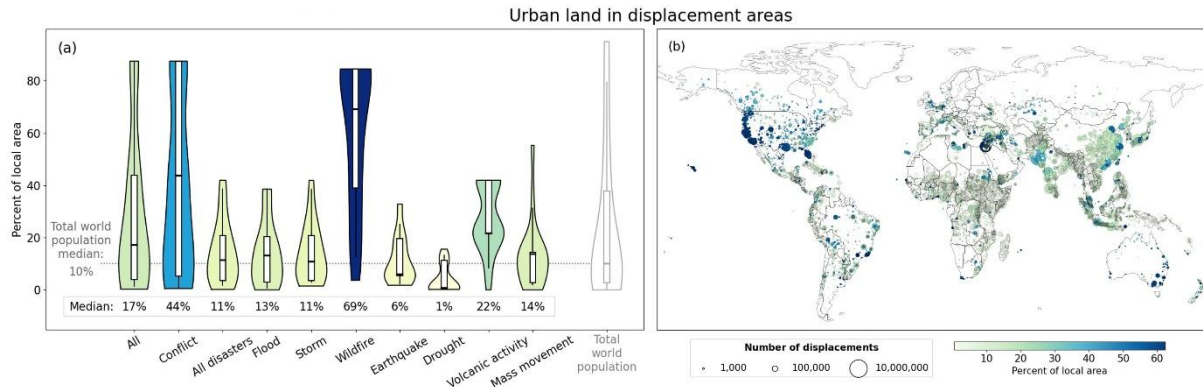 Urban land in displacement areas
(a)
Percent of local area
80
60
40
20
0
Total world
population
median:
10%
Median: 17% 44% 11% 13% 11% 69% 6% 1% 22% 14%
All
Conflict
All disasters
Flood
Storm
Wildfire
Earthquake
Drought
Volcanic activity
Mass movement
Total
world
population
(b)
Number of displacements
1,000 100,000 10,000,000
10 20 30 40 50 60
Percent of local area